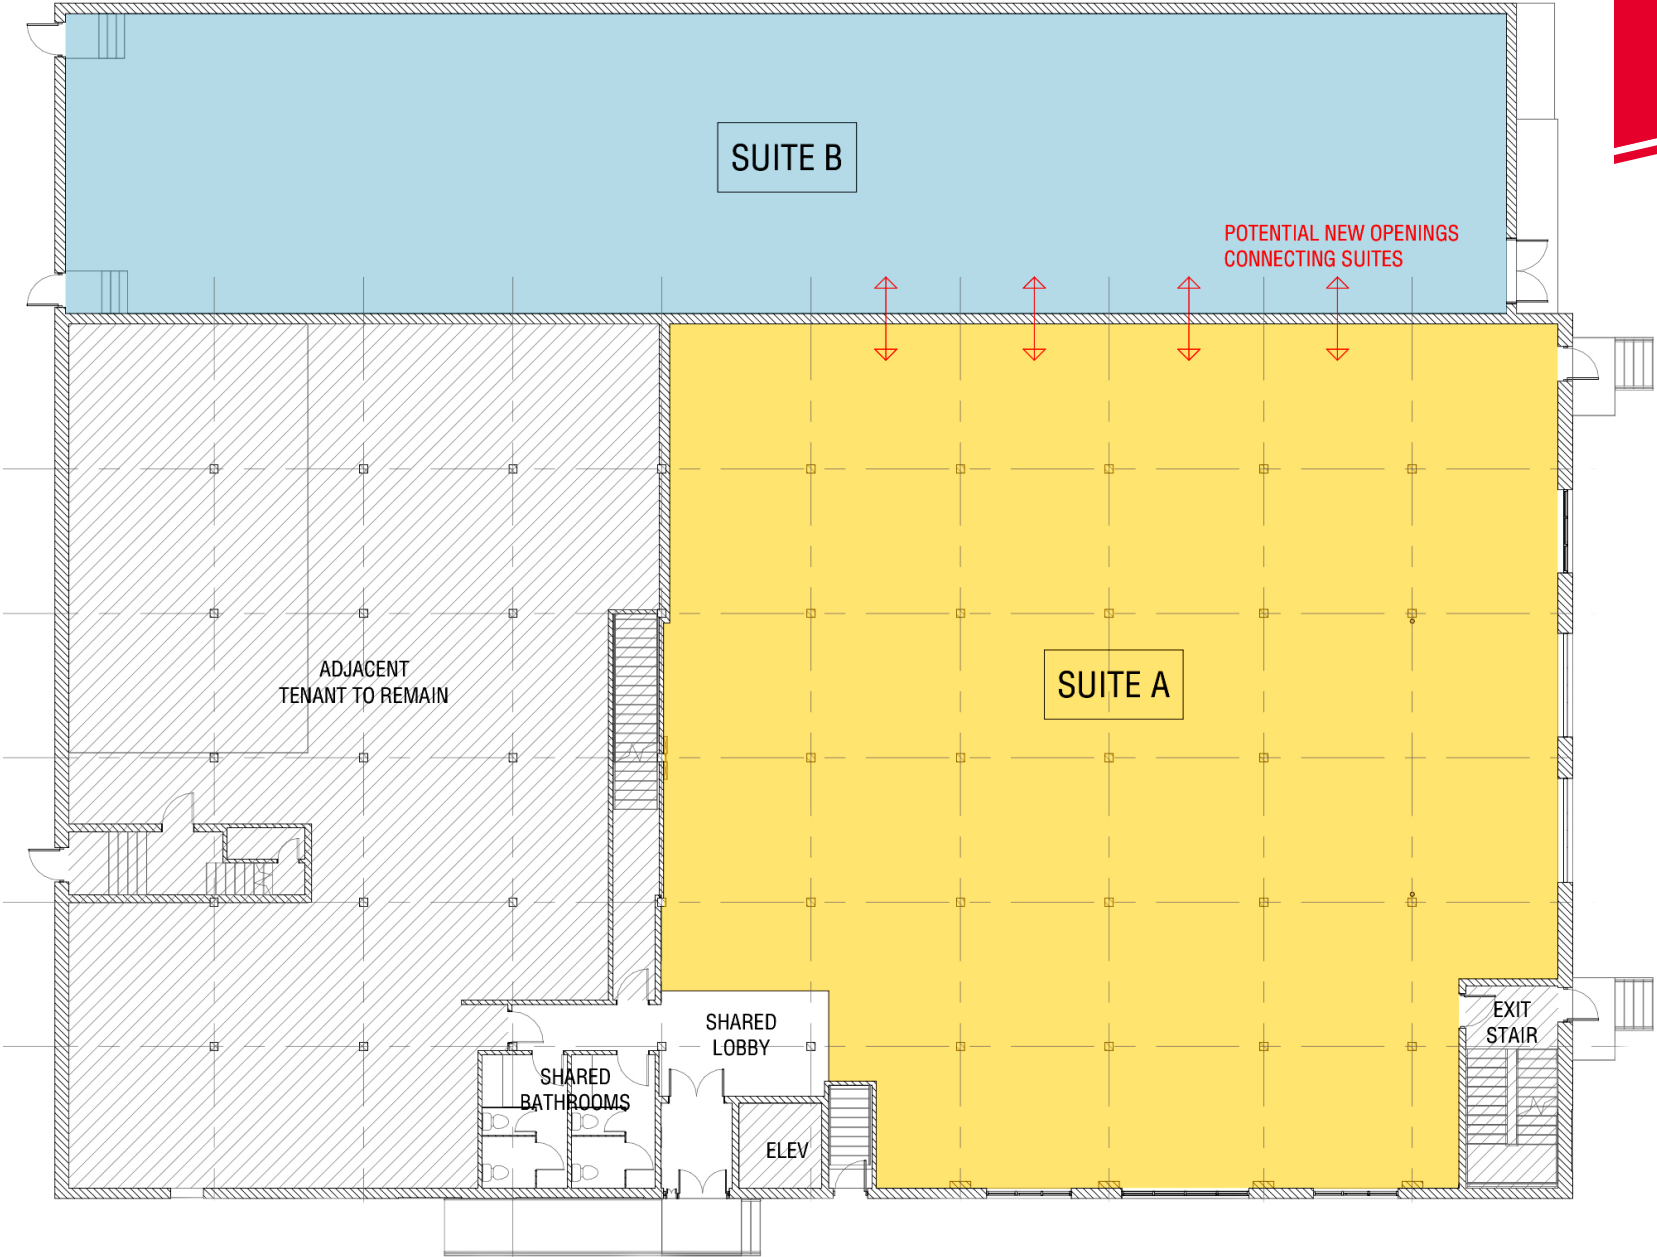 SUITE B
POTENTIAL NEW OPENINGS
CONNECTING SUITES
ADJACENT
TENANT TO REMAIN
SUITE A
SHARED
LOBBY
EXIT
STAIR
SHARED
BATHROOMS
ELEV